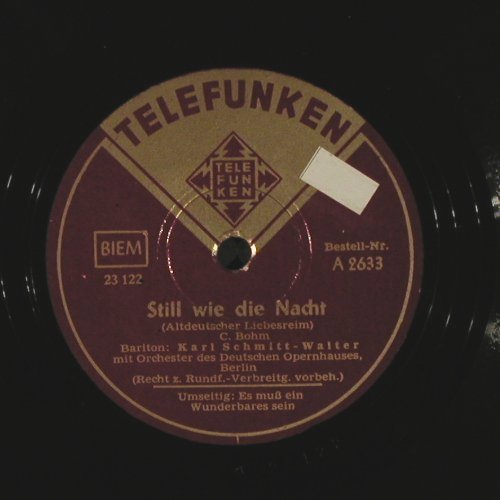 TELEFUNKEN
TELE
FUN
KEN
BIEM
23 122
Bestell-Nr.
A 2633
Still wie die Nacht
(Altdeutscher Liebesreim)
C. Bohm
Bariton: Karl Schmitt-Walter
mit Orchester des Deutschen Opernhauses,
Berlin
(Recht z. Rundf.-Verbreitg. vorbeh.)
Umseitig: Es muß ein
Wunderbares sein